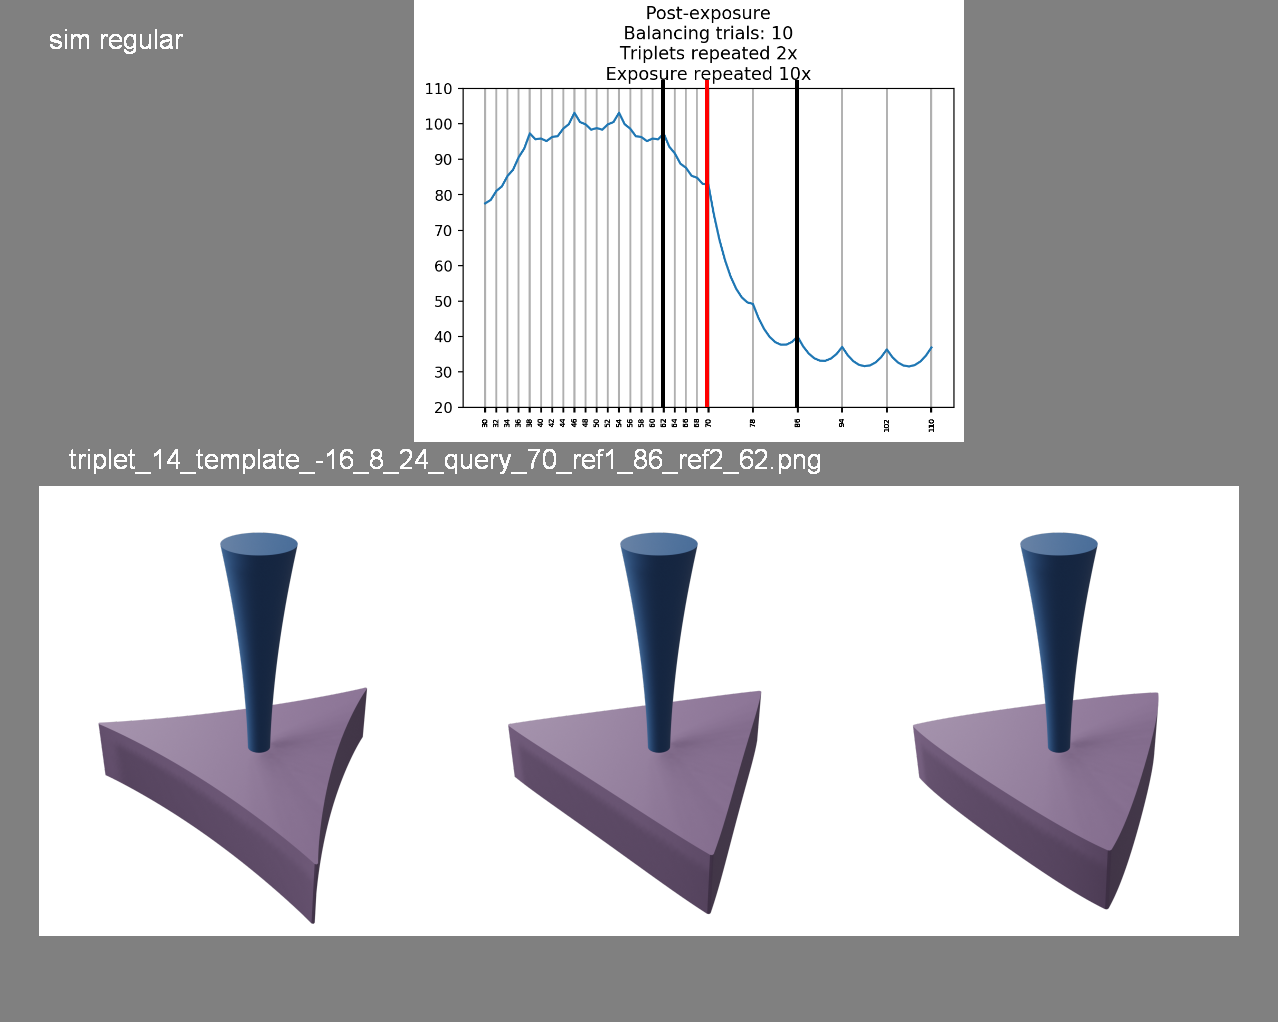 sim regular
Post-exposure
Balancing trials: 10
Triplets repeated 2x
Exposure repeated 10x
110
100
90
80
70
60
50
40
30
20
30 32 34 36 38 40 42 44 46 48 50 52 54 56 58 60 62 64 66 68 70 78 86 94 102 110
triplet_14_template_-16_8_24_query_70_ref1_86_ref2_62.png